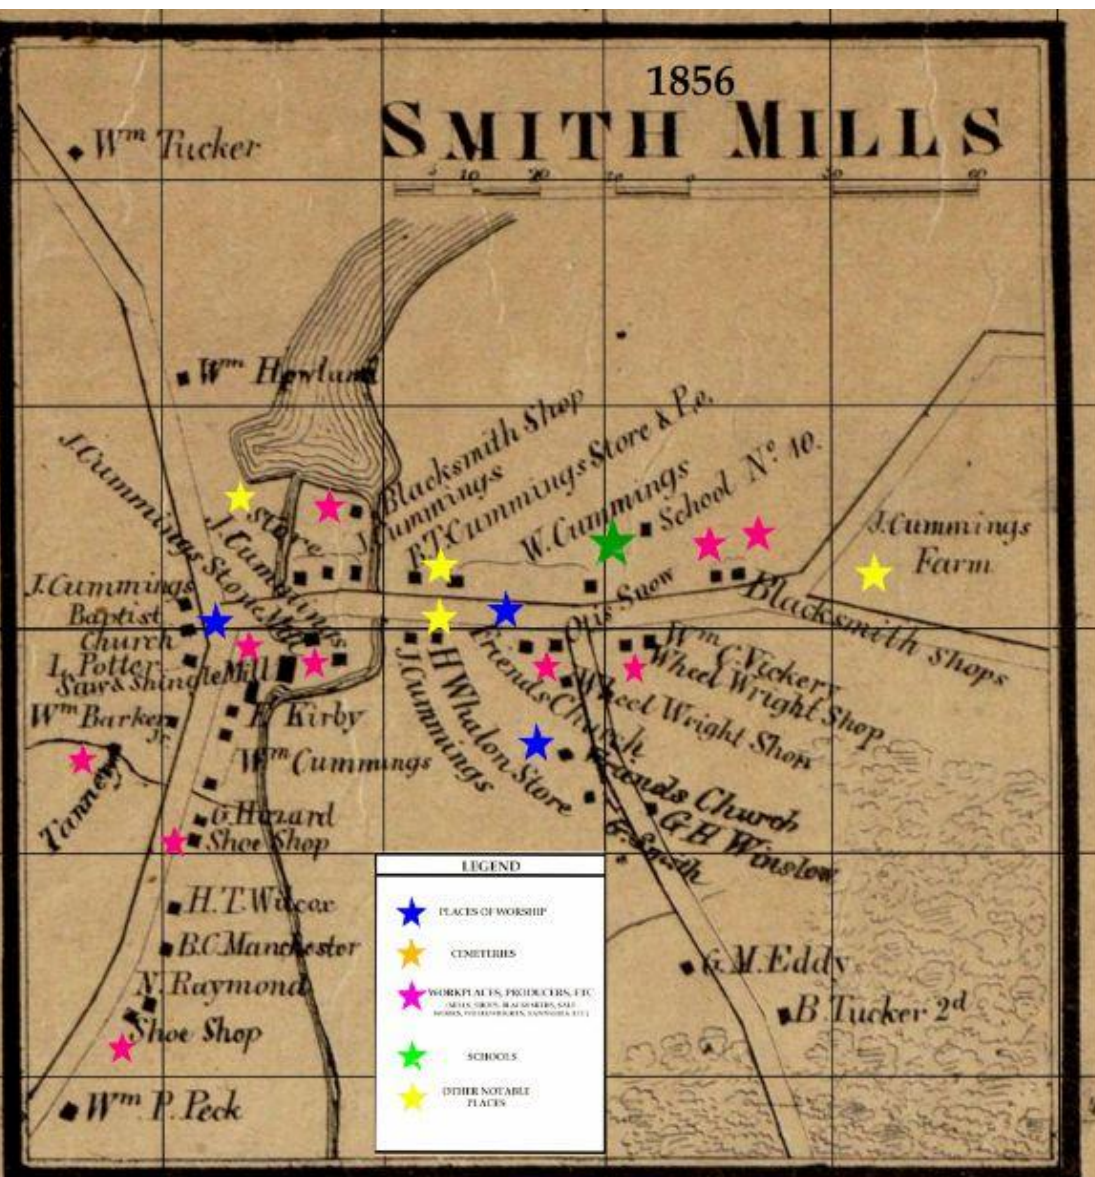 1856
SMITH MILLS
Wm Tucker
Wm Howland
J. Cummings Stone Mill
J. Cummings
Store
Blacksmith Shop
J. Cummings
B.T. Cummings Store & P.o.
W. Cummings
School No. 10.
J. Cummings
Farm
Blacksmith Shops
J. Cummings
Baptist
Church
L. Potter
Saw & Shingle Mill
Wm Barker jr.
Tannery
H. Kirby
Wm Cummings
G. Hazard
Shoe Shop
H.T. Wilcox
B.C. Manchester
N. Raymond
Shoe Shop
Wm P. Peck
J. Cummings
H Whalon Store
Friends Church
Otis Snow
Wm C. Vickery
Wheel Wright Shop
Wheel Wright Shop
Friends Church
G H Winslow
G. Smith
G. M. Eddy
B. Tucker 2d
LEGEND
PLACES OF WORSHIP
CEMETERIES
WORKPLACES, PRODUCERS, ETC
SCHOOLS
OTHER NOTABLE
PLACES